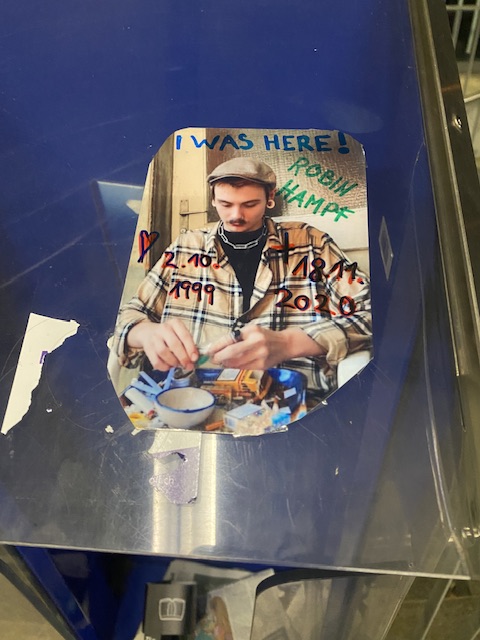 I WAS HERE!
ROBIN
HAMPF
♥ 2.10.
1999
† 18.11.
2020